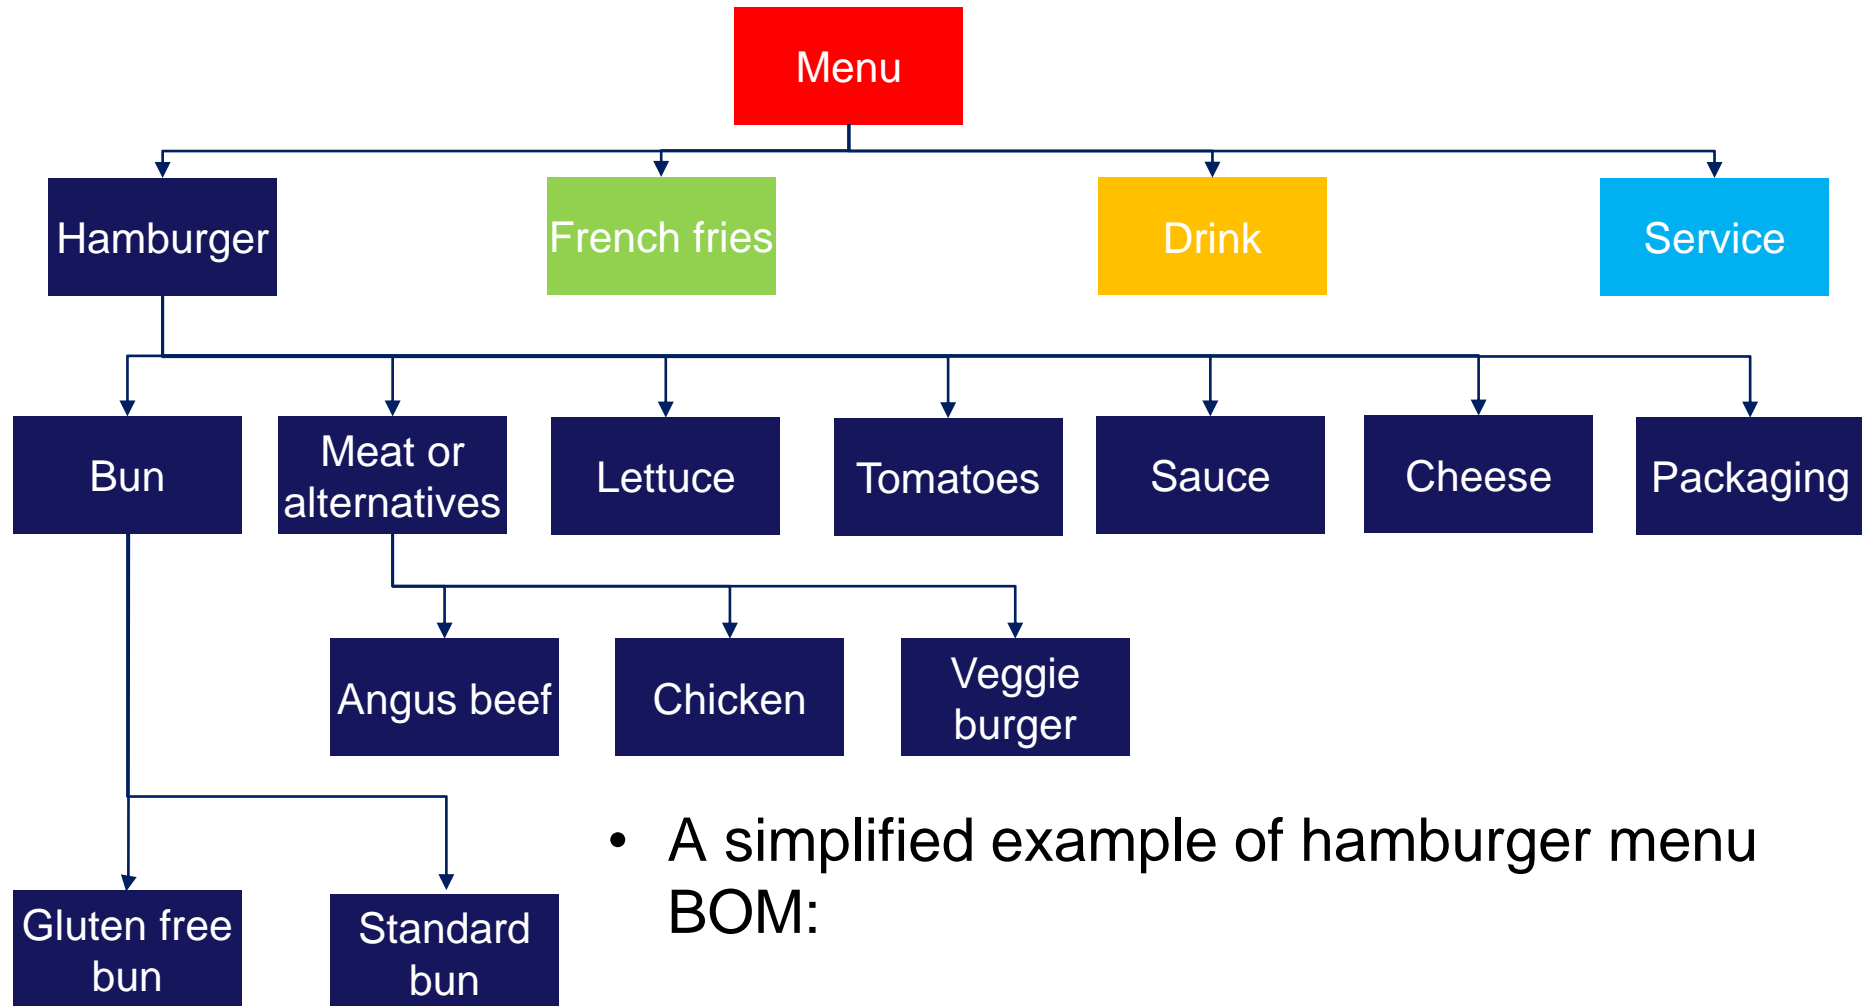 Menu
Hamburger
French fries
Drink
Service
Bun
Meat or
alternatives
Lettuce
Tomatoes
Sauce
Cheese
Packaging
Angus beef
Chicken
Veggie
burger
Gluten free
bun
Standard
bun
• A simplified example of hamburger menu
BOM: